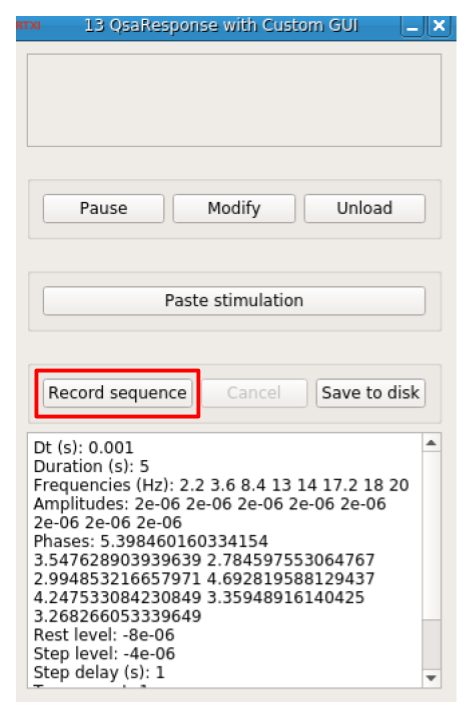 RTXI 13 QsaResponse with Custom GUI
Pause Modify Unload
Paste stimulation
Record sequence Cancel Save to disk
Dt (s): 0.001
Duration (s): 5
Frequencies (Hz): 2.2 3.6 8.4 13 14 17.2 18 20
Amplitudes: 2e-06 2e-06 2e-06 2e-06 2e-06
2e-06 2e-06 2e-06
Phases: 5.398460160334154
3.547628903939639 2.784597553064767
2.994853216657971 4.692819588129437
4.247533084230849 3.35948916140425
3.268266053339649
Rest level: -8e-06
Step level: -4e-06
Step delay (s): 1